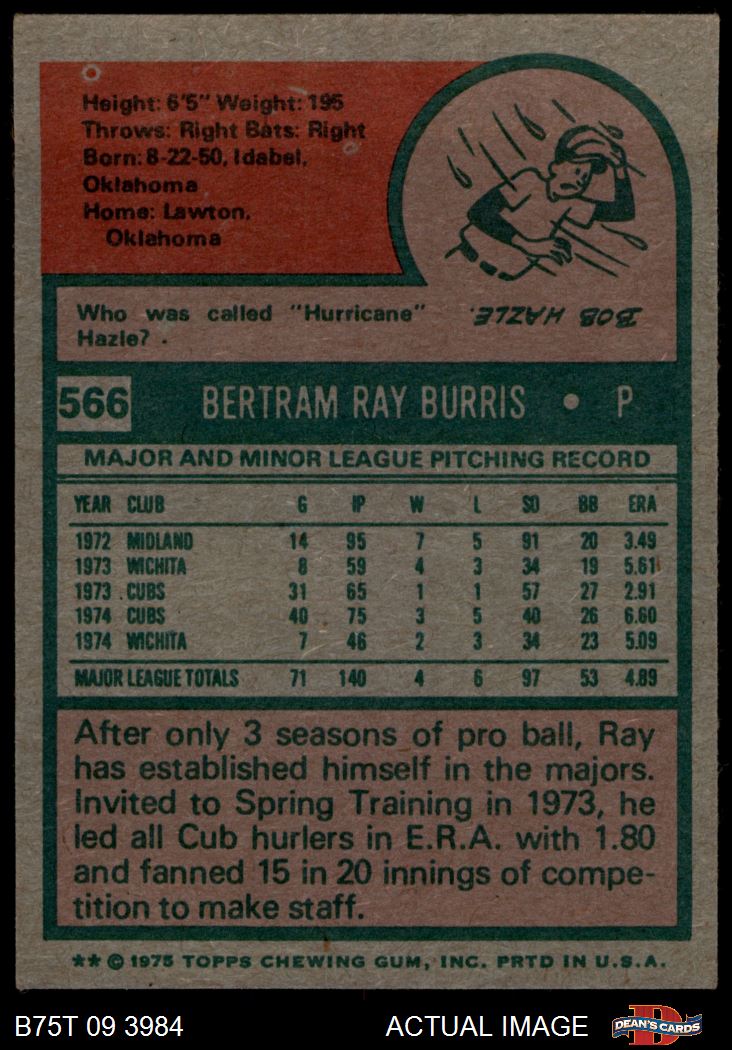 Height: 6'5" Weight: 195
Throws: Right Bats: Right
Born: 8-22-50, Idabel,
Oklahoma
Home: Lawton,
Oklahoma
Who was called "Hurricane"
Hazle?
BOB HAZLE.
566 BERTRAM RAY BURRIS • P
MAJOR AND MINOR LEAGUE PITCHING RECORD
YEAR CLUB G IP W L SO BB ERA
1972 MIDLAND 14 95 7 5 91 20 3.49
1973 WICHITA 8 59 4 3 34 19 5.61
1973 CUBS 31 65 1 1 57 27 2.91
1974 CUBS 40 75 3 5 40 26 6.60
1974 WICHITA 7 46 2 3 34 23 5.09
MAJOR LEAGUE TOTALS 71 140 4 6 97 53 4.89
After only 3 seasons of pro ball, Ray
has established himself in the majors.
Invited to Spring Training in 1973, he
led all Cub hurlers in E.R.A. with 1.80
and fanned 15 in 20 innings of compe-
tition to make staff.
** © 1975 TOPPS CHEWING GUM, INC. PRTD IN U.S.A.
B75T 09 3984 ACTUAL IMAGE D DEAN'S CARDS